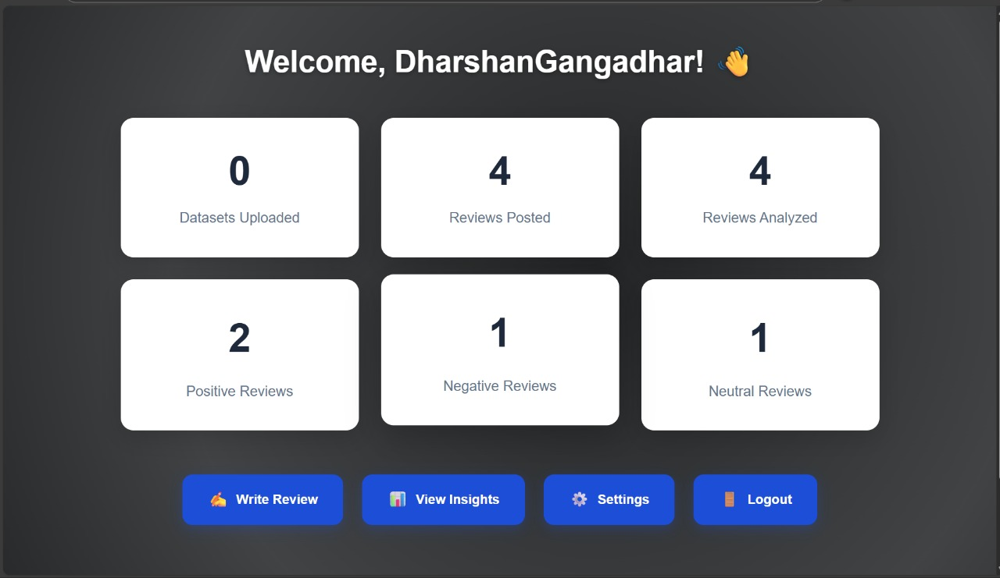 Welcome, DharshanGangadhar! 👋
0
Datasets Uploaded
4
Reviews Posted
4
Reviews Analyzed
2
Positive Reviews
1
Negative Reviews
1
Neutral Reviews
✍️ Write Review
📊 View Insights
⚙️ Settings
🚪 Logout